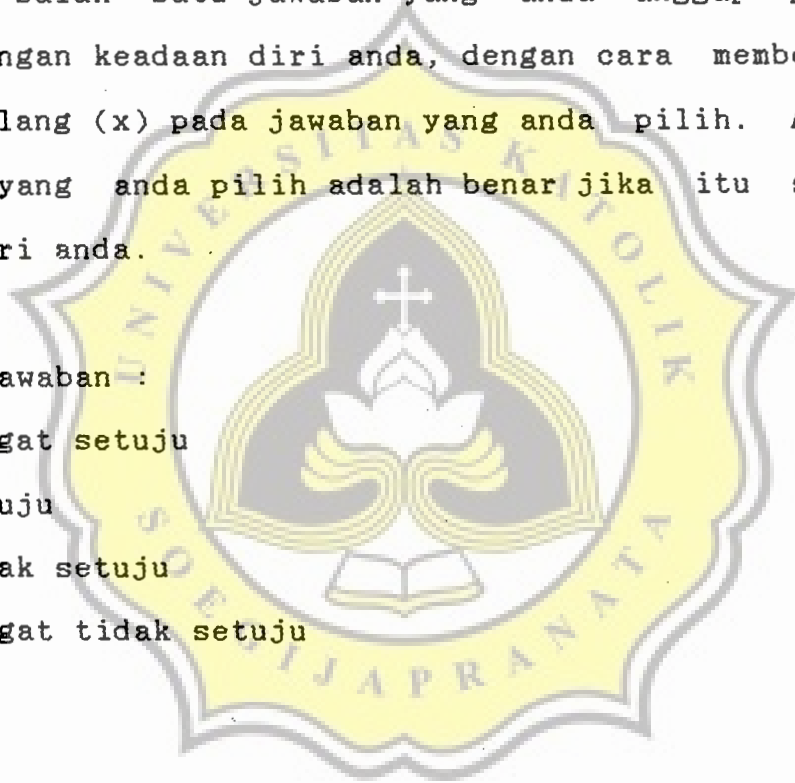 satu jawaban yang anda
ngan keadaan diri anda, dengan cara membe
lang (x) pada jawaban yang anda pilih.
yang anda pilih adalah benar jika itu s
ri anda.
awaban :
gat setuju
uju
ak setuju
gat tidak setuju
UNIVERSITAS KATOLIK
SOEGIJAPRANATA